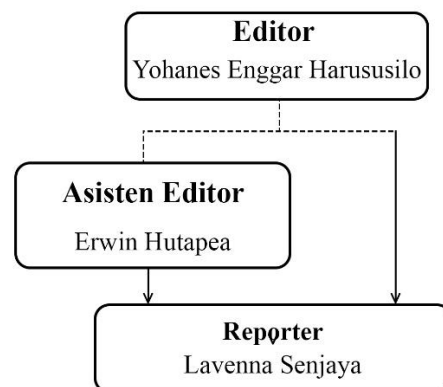 Editor
Yohanes Enggar Harususilo
Asisten Editor
Erwin Hutapea
Reporter
Lavenna Senjaya